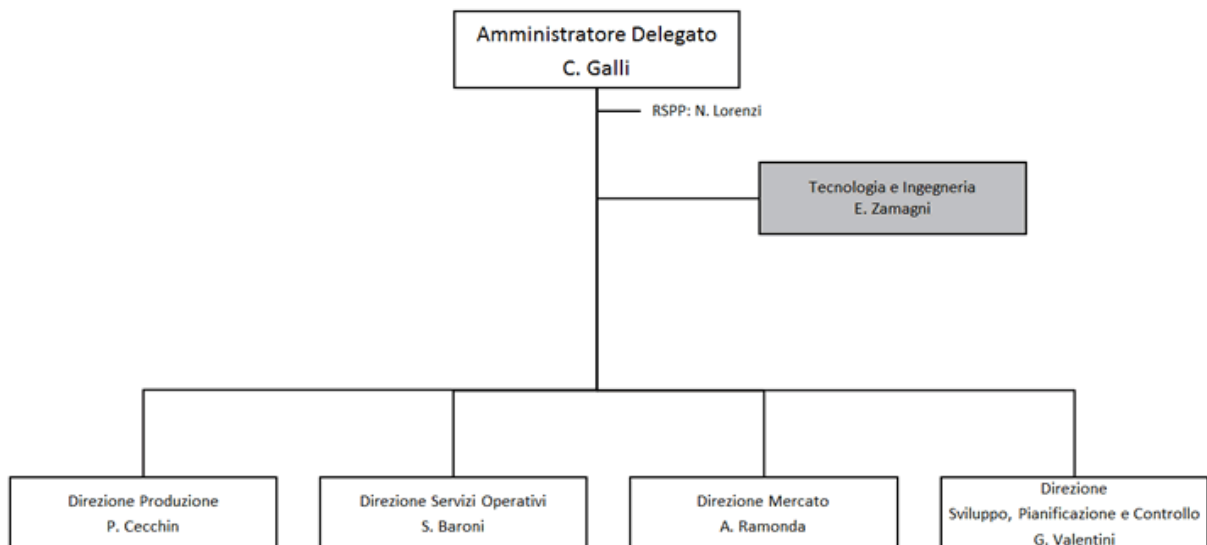 Amministratore Delegato
C. Galli
RSPP: N. Lorenzi
Tecnologia e Ingegneria
E. Zamagni
Direzione Produzione
P. Cecchin
Direzione Servizi Operativi
S. Baroni
Direzione Mercato
A. Ramonda
Direzione
Sviluppo, Pianificazione e Controllo
G. Valentini